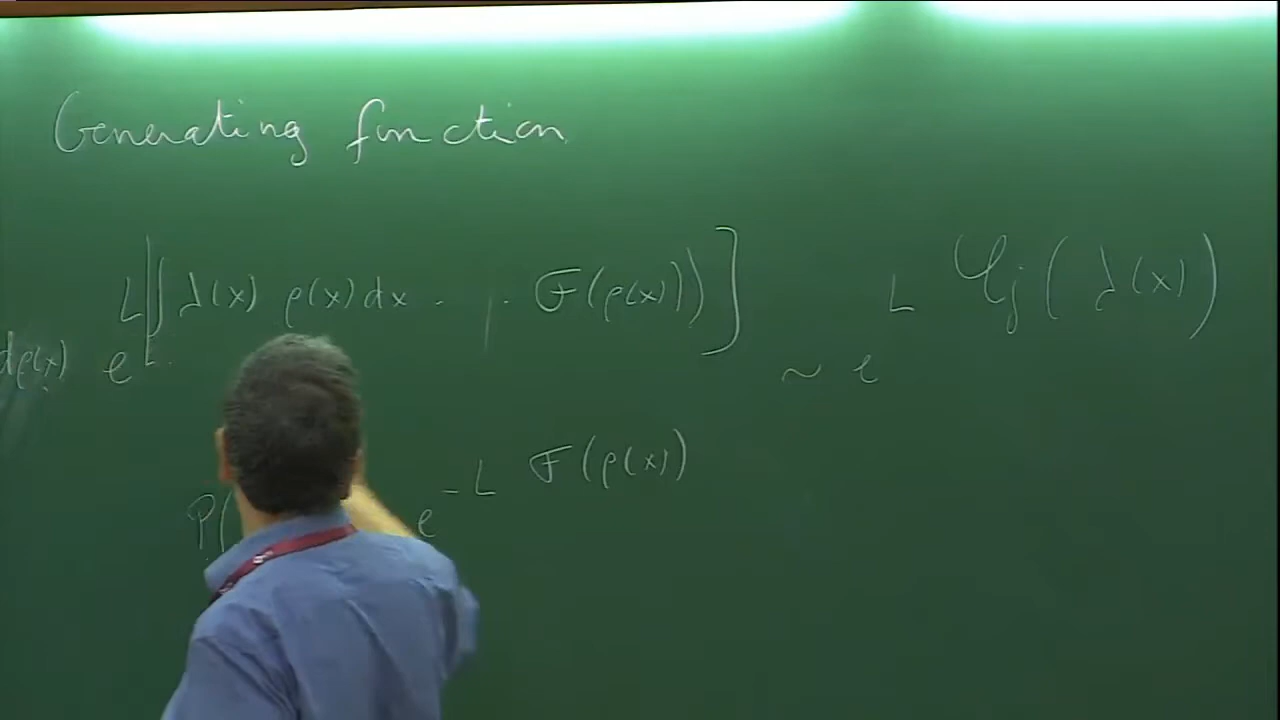 Generating function
dρ(x) e^{L[∫ λ(x) ρ(x) dx - F(ρ(x))]} ~ e^{L G( λ(x) )}
P( e^{-L F(ρ(x))}